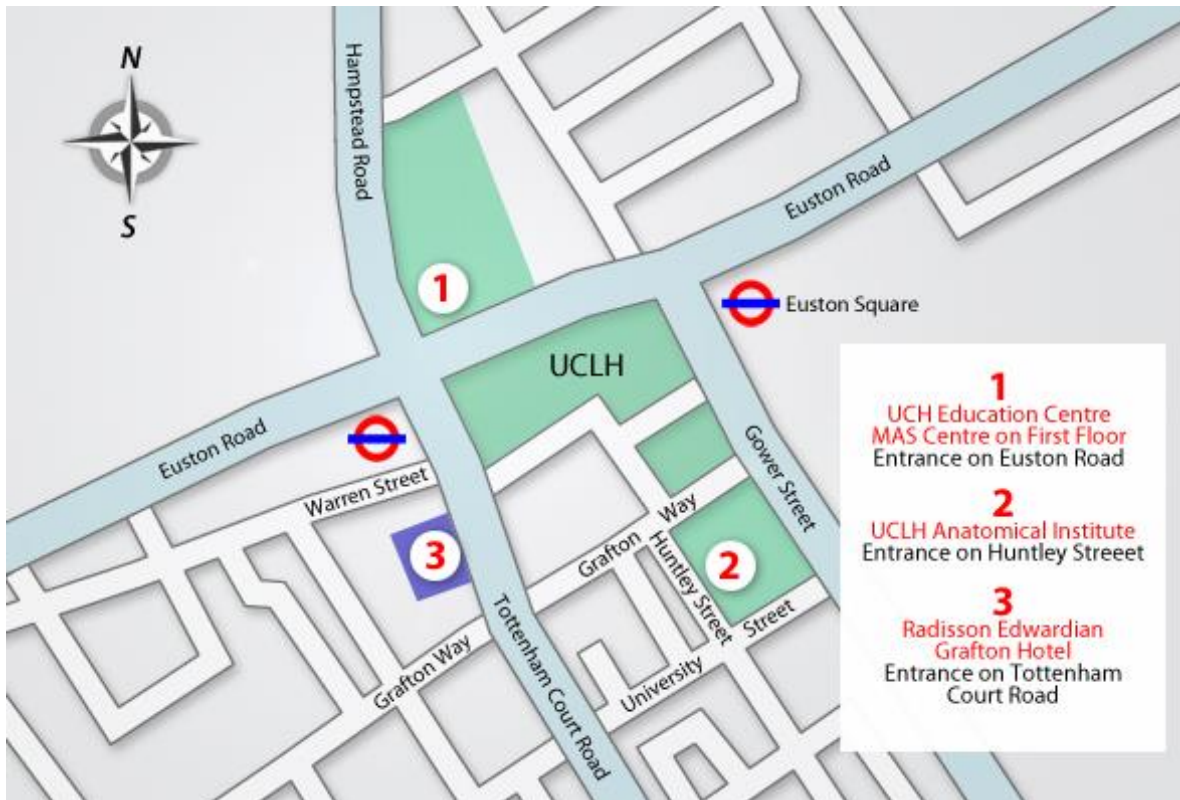 N
S
Hampstead Road
Euston Road
1
Euston Square
UCLH
Euston Road
Warren Street
Gower Street
3
Grafton Way
Huntley Street
2
Grafton Way
Tottenham Court Road
University Street
1
UCH Education Centre
MAS Centre on First Floor
Entrance on Euston Road
2
UCLH Anatomical Institute
Entrance on Huntley Streeet
3
Radisson Edwardian
Grafton Hotel
Entrance on Tottenham
Court Road